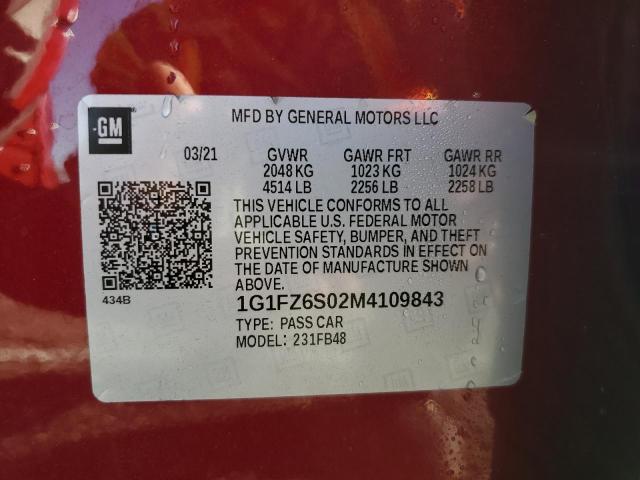 GM
MFD BY GENERAL MOTORS LLC
03/21 GVWR GAWR FRT GAWR RR
2048 KG 1023 KG 1024 KG
4514 LB 2256 LB 2258 LB
THIS VEHICLE CONFORMS TO ALL
APPLICABLE U.S. FEDERAL MOTOR
VEHICLE SAFETY, BUMPER, AND THEFT
PREVENTION STANDARDS IN EFFECT ON
THE DATE OF MANUFACTURE SHOWN
ABOVE.
434B
1G1FZ6S02M4109843
TYPE: PASS CAR
MODEL: 231FB48